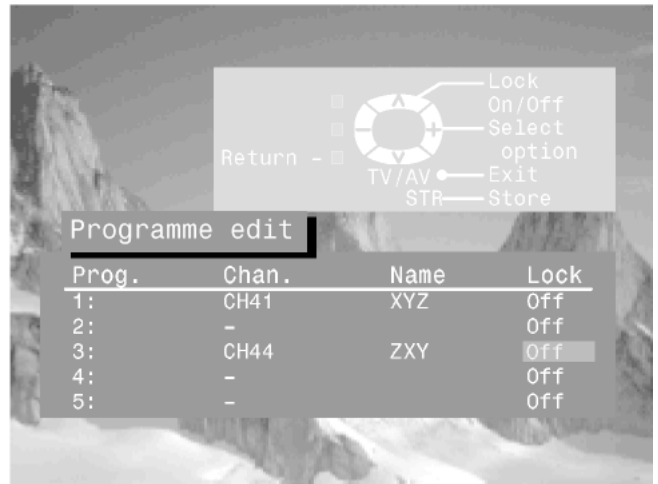 Lock
On/Off
Select
option
Return
TV/AV Exit
STR Store
Programme edit
Prog. Chan. Name Lock
1: CH41 XYZ Off
2: – Off
3: CH44 ZXY Off
4: – Off
5: – Off